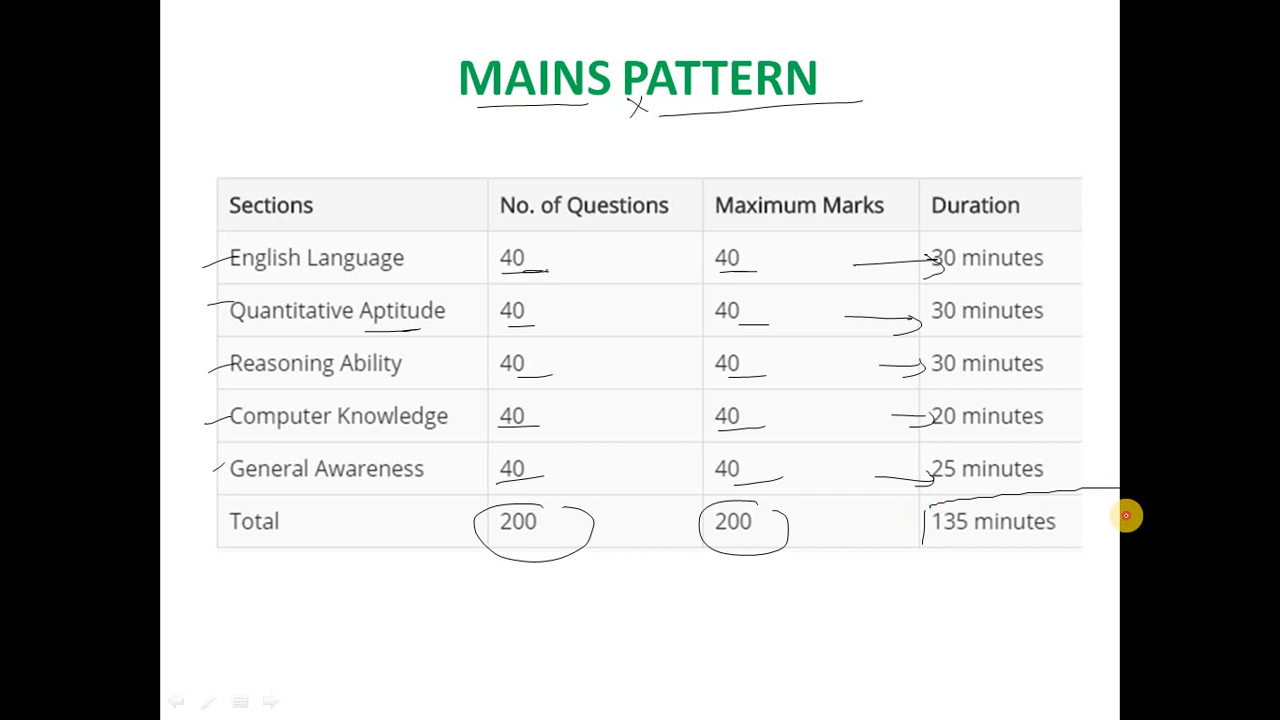 MAINS PATTERN
Sections No. of Questions Maximum Marks Duration
English Language 40 40 30 minutes
Quantitative Aptitude 40 40 30 minutes
Reasoning Ability 40 40 30 minutes
Computer Knowledge 40 40 20 minutes
General Awareness 40 40 25 minutes
Total 200 200 135 minutes